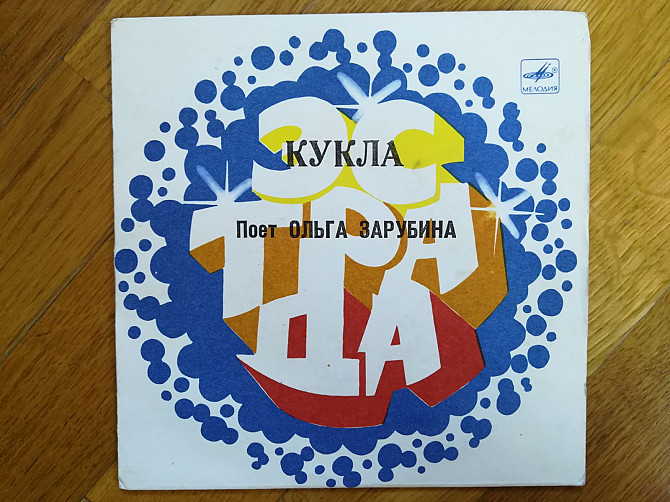 МЕЛОДИЯ
ЭС
КУКЛА
ТРА
Поет ОЛЬГА ЗАРУБИНА
ДА